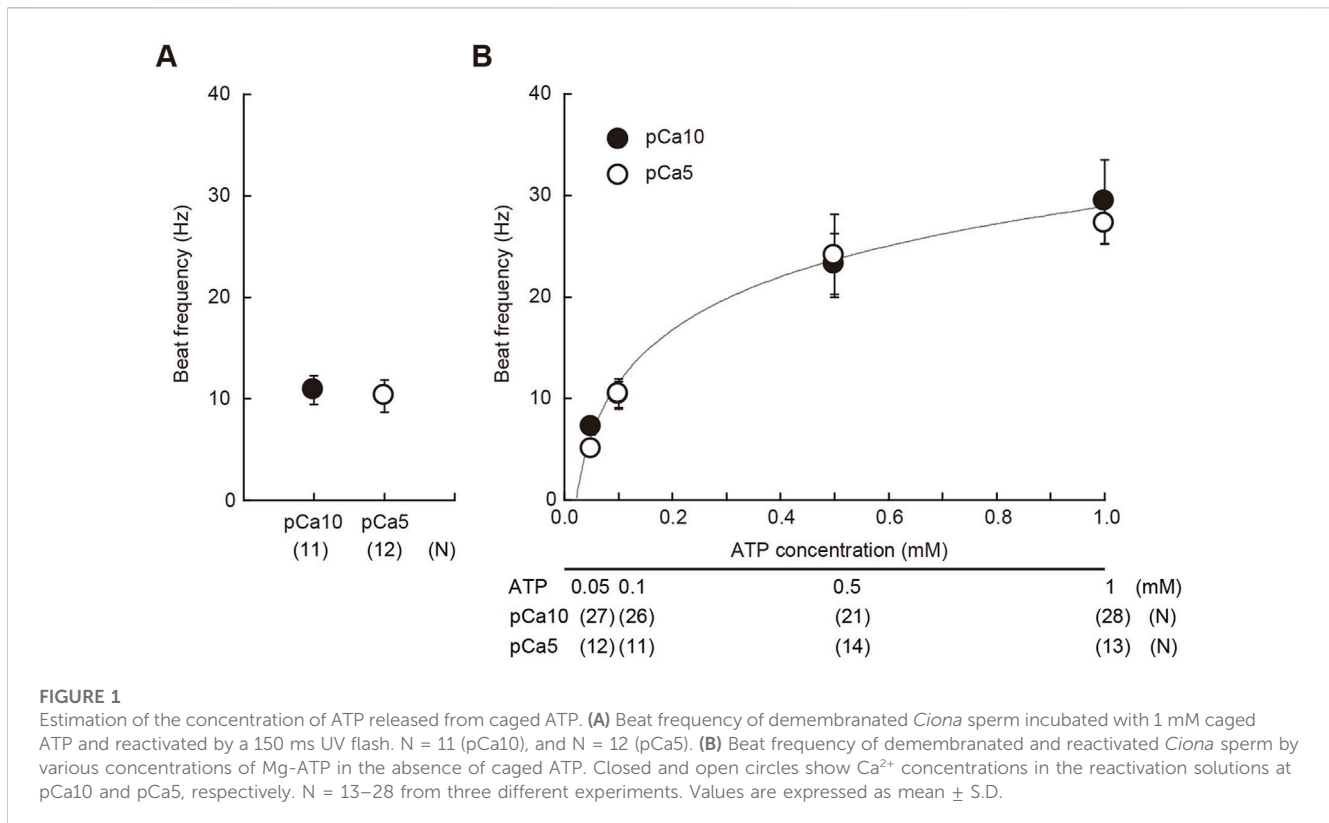 A
B
40
30
20
10
0
Beat frequency (Hz)
pCa10 pCa5
(11) (12) (N)
40
30
20
10
0
Beat frequency (Hz)
pCa10
pCa5
0.0 0.2 0.4 0.6 0.8 1.0
ATP concentration (mM)
ATP 0.05 0.1 0.5 1 (mM)
pCa10 (27) (26) (21) (28) (N)
pCa5 (12) (11) (14) (13) (N)
FIGURE 1
Estimation of the concentration of ATP released from caged ATP. (A) Beat frequency of demembranated Ciona sperm incubated with 1 mM caged
ATP and reactivated by a 150 ms UV flash. N = 11 (pCa10), and N = 12 (pCa5). (B) Beat frequency of demembranated and reactivated Ciona sperm by
various concentrations of Mg-ATP in the absence of caged ATP. Closed and open circles show Ca²⁺ concentrations in the reactivation solutions at
pCa10 and pCa5, respectively. N = 13–28 from three different experiments. Values are expressed as mean ± S.D.